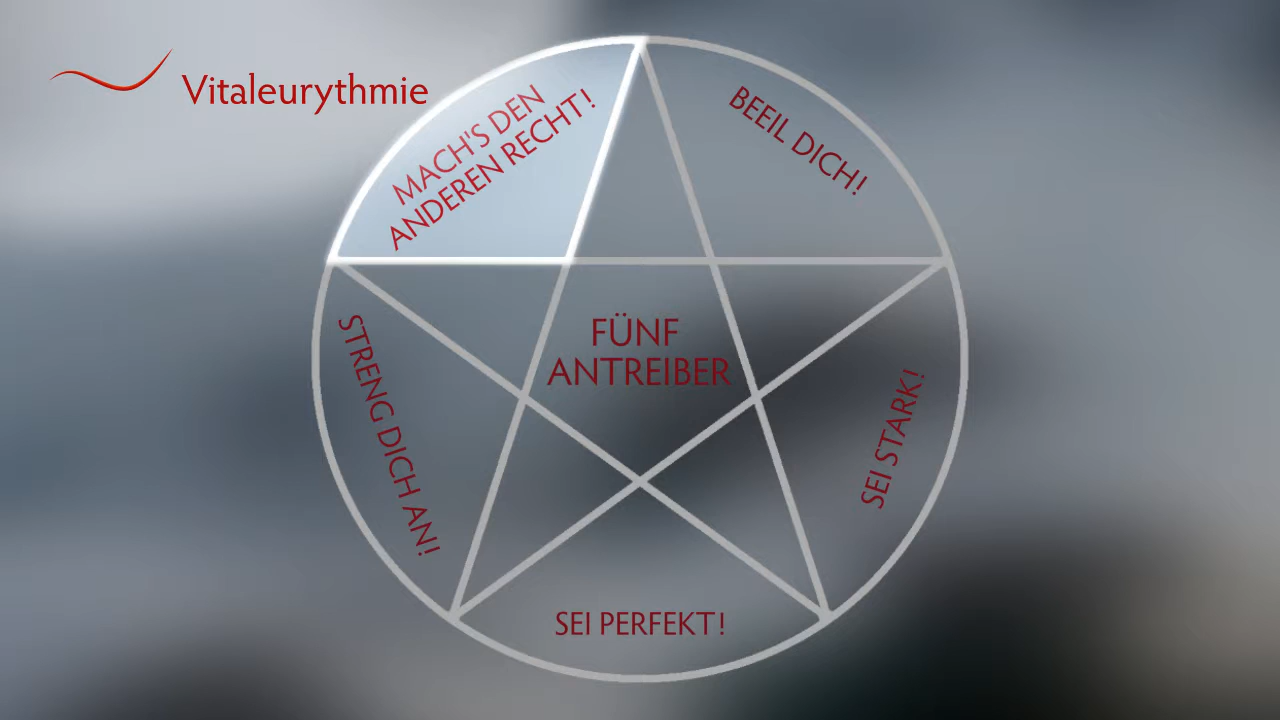 Vitaleurythmie
MACH'S DEN
ANDEREN RECHT!
BEEIL DICH!
STRENG DICH AN!
FÜNF
ANTREIBER
SEI STARK!
SEI PERFEKT!